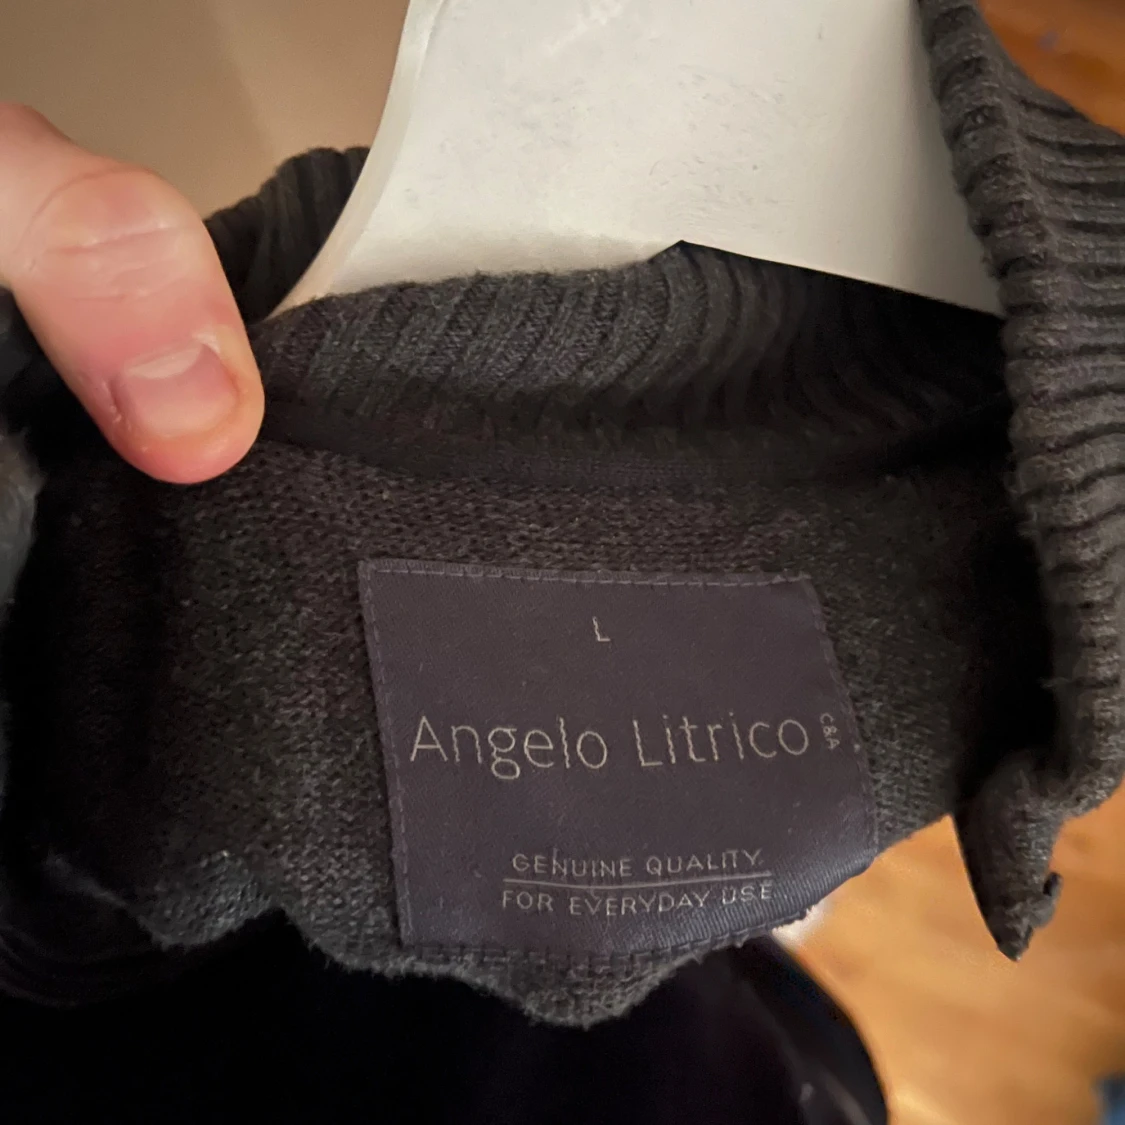 L
Angelo Litrico C&A
GENUINE QUALITY.
FOR EVERYDAY USE.